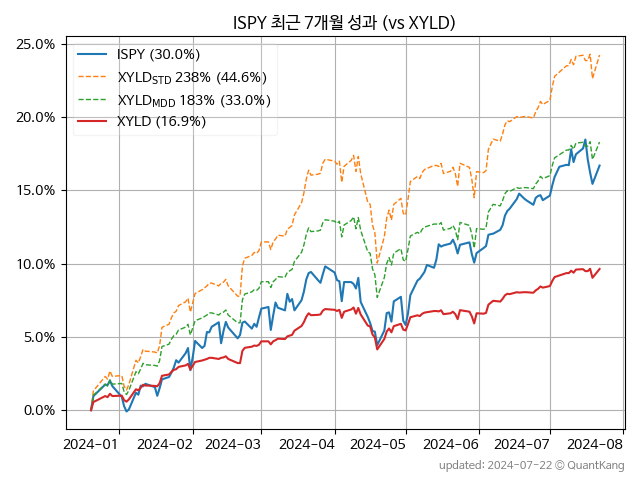 ISPY 최근 7개월 성과 (vs XYLD)
25.0%
20.0%
15.0%
10.0%
5.0%
0.0%
ISPY (30.0%)
XYLD_STD 238% (44.6%)
XYLD_MDD 183% (33.0%)
XYLD (16.9%)
2024-01 2024-02 2024-03 2024-04 2024-05 2024-06 2024-07 2024-08
updated: 2024-07-22 ⓒ QuantKang